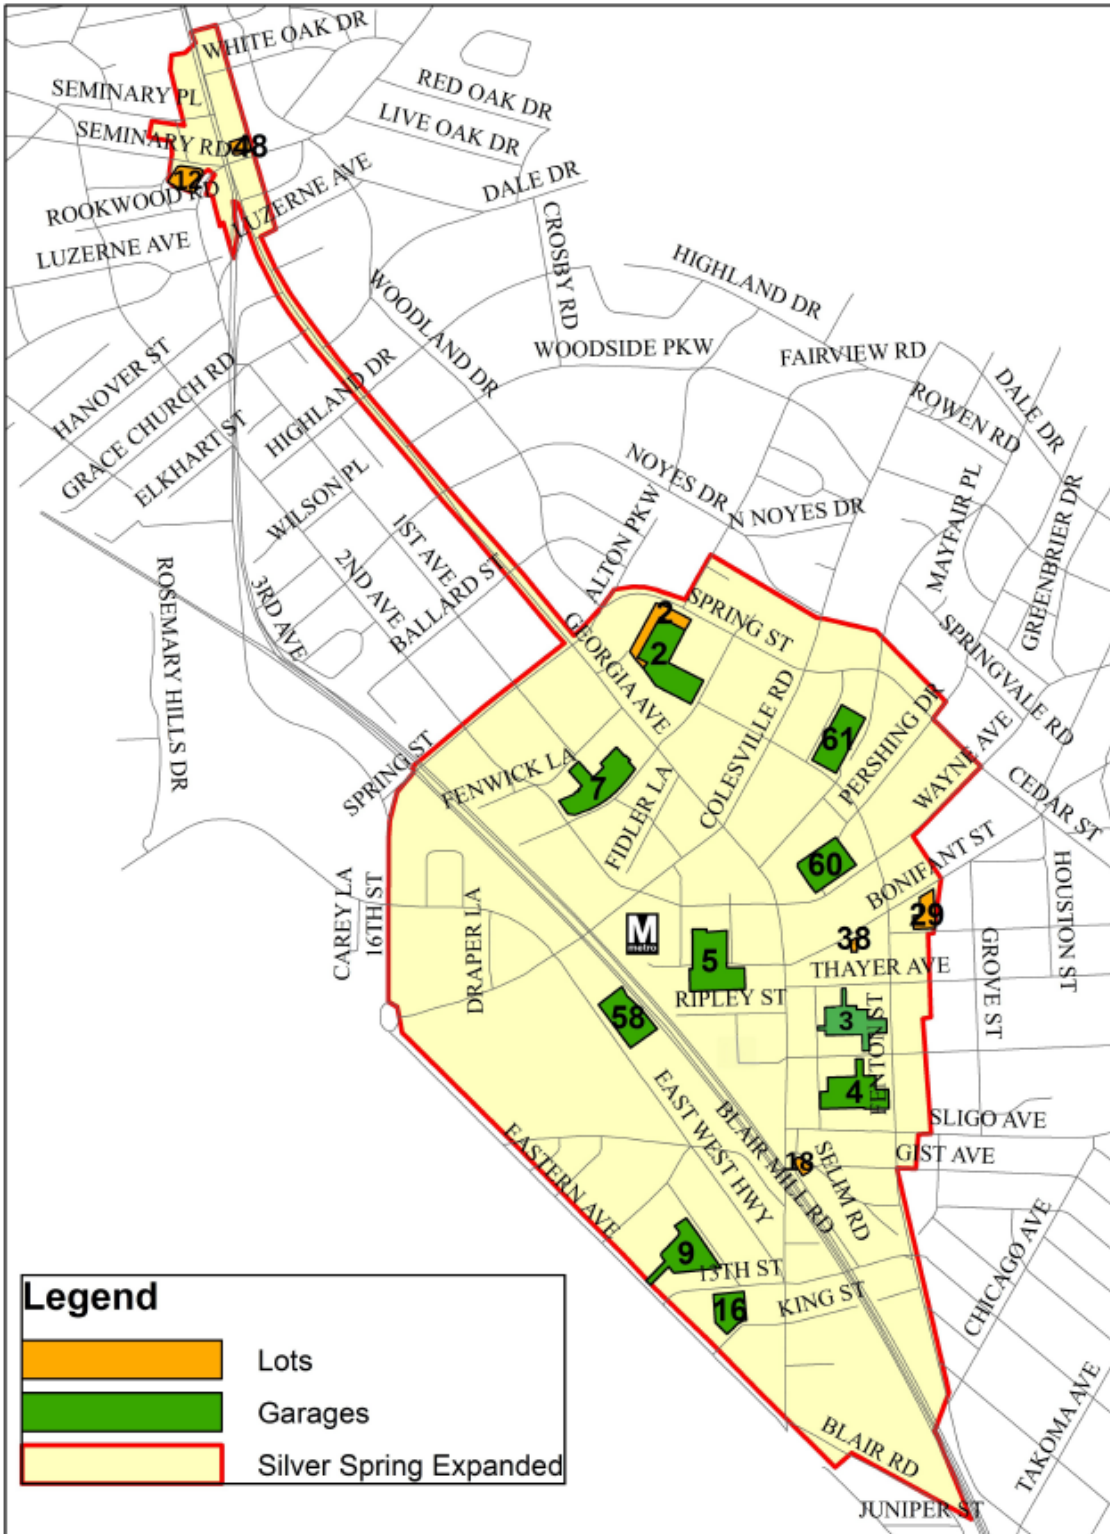 WHITE OAK DR
SEMINARY PL
RED OAK DR
LIVE OAK DR
SEMINARY RD
48
12
ROOKWOOD RD
LUZERNE AVE
LUZERNE AVE
DALE DR
CROSBY RD
HIGHLAND DR
WOODLAND DR
WOODSIDE PKW
FAIRVIEW RD
DALE DR
ROWEN RD
HANOVER ST
GRACE CHURCH RD
HIGHLAND DR
ELKHART ST
WILSON PL
NOYES DR
N NOYES DR
MAYFAIR PL
GREENBRIER DR
ALTON PKW
1ST AVE
2ND AVE
BALLARD ST
3RD AVE
ROSEMARY HILLS DR
GEORGIA AVE
2
2
SPRING ST
SPRINGVALE RD
COLESVILLE RD
61
PERSHING DR
WAYNE AVE
CEDAR ST
SPRING ST
FENWICK LA
7
FIDLER LA
60
BONIFANT ST
HOUSTON ST
CAREY LA
16TH ST
DRAPER LA
M
metro
5
38
29
THAYER AVE
GROVE ST
RIPLEY ST
58
3
FENTON ST
4
EAST WEST HWY
BLAIR MILL RD
SLIGO AVE
GIST AVE
18
SELIM RD
EASTERN AVE
9
13TH ST
16
KING ST
CHICAGO AVE
TAKOMA AVE
BLAIR RD
JUNIPER ST
Legend
Lots
Garages
Silver Spring Expanded